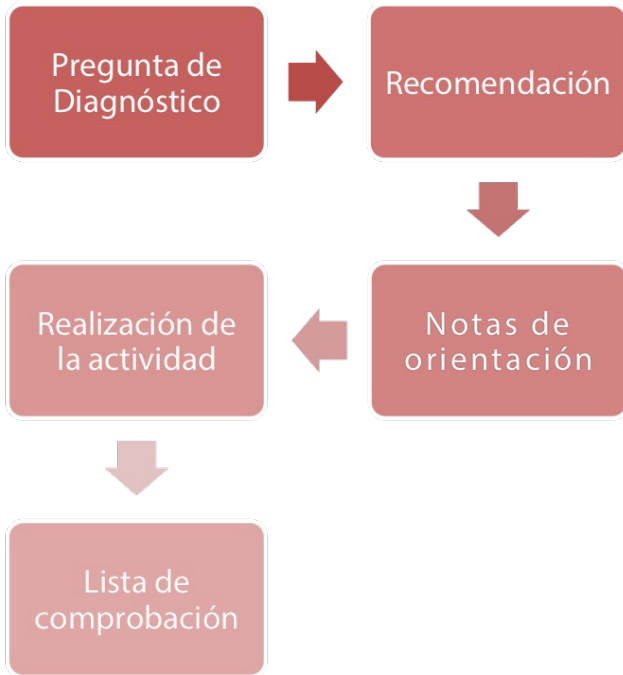 Pregunta de
Diagnóstico
Recomendación
Notas de
orientación
Realización de
la actividad
Lista de
comprobación